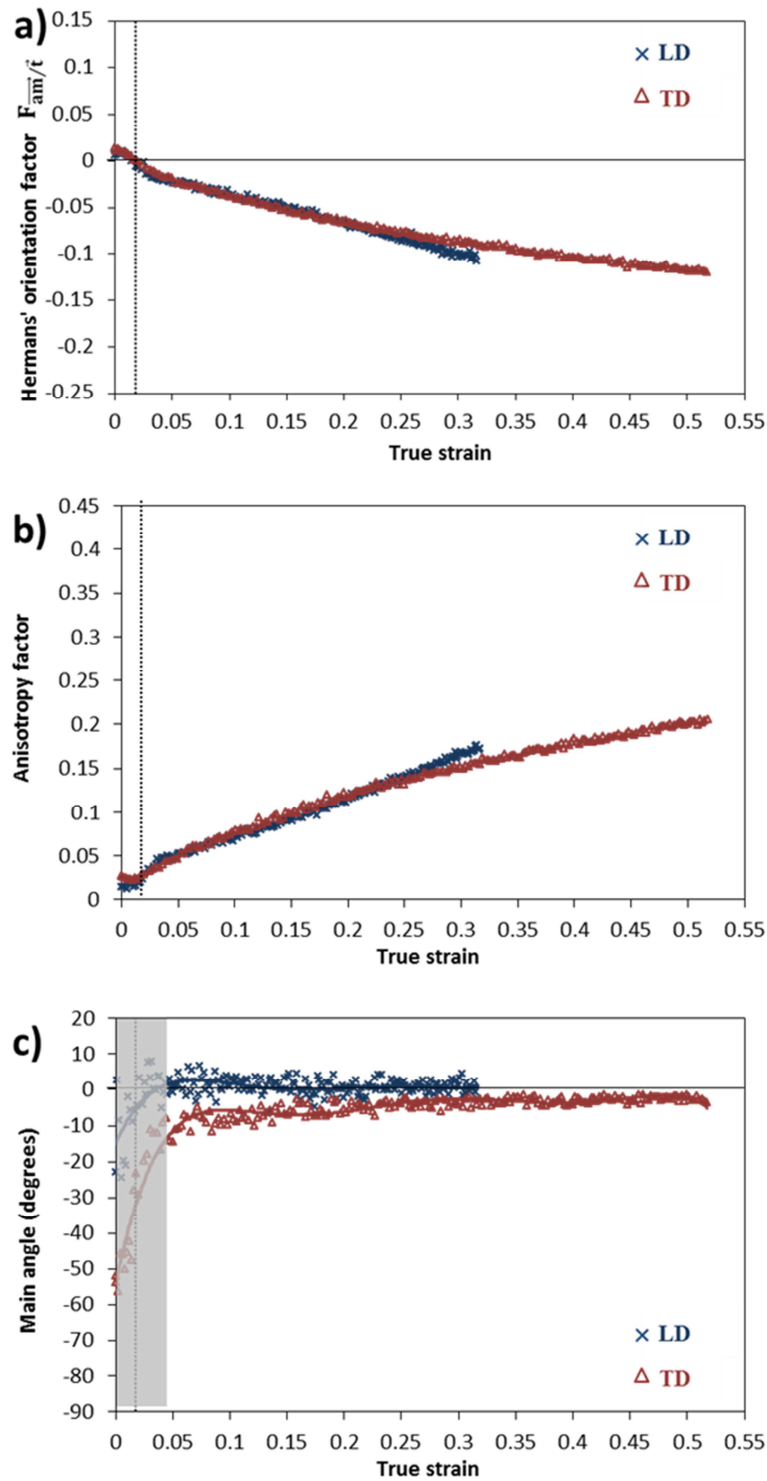 a)
Hermans' orientation factor F am/t
0.15
0.1
0.05
0
-0.05
-0.1
-0.15
-0.2
-0.25
× LD
△ TD
0 0.05 0.1 0.15 0.2 0.25 0.3 0.35 0.4 0.45 0.5 0.55
True strain
b)
Anisotropy factor
0.45
0.4
0.35
0.3
0.25
0.2
0.15
0.1
0.05
0
× LD
△ TD
0 0.05 0.1 0.15 0.2 0.25 0.3 0.35 0.4 0.45 0.5 0.55
True strain
c)
Main angle (degrees)
20
10
0
-10
-20
-30
-40
-50
-60
-70
-80
-90
× LD
△ TD
0 0.05 0.1 0.15 0.2 0.25 0.3 0.35 0.4 0.45 0.5 0.55
True strain